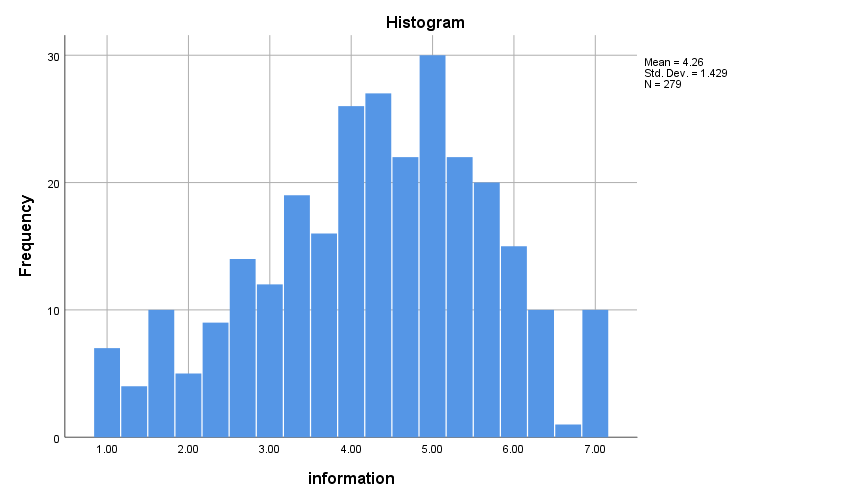 Histogram
Mean = 4.26
Std. Dev. = 1.429
N = 279
Frequency
30
20
10
0
1.00 2.00 3.00 4.00 5.00 6.00 7.00
information